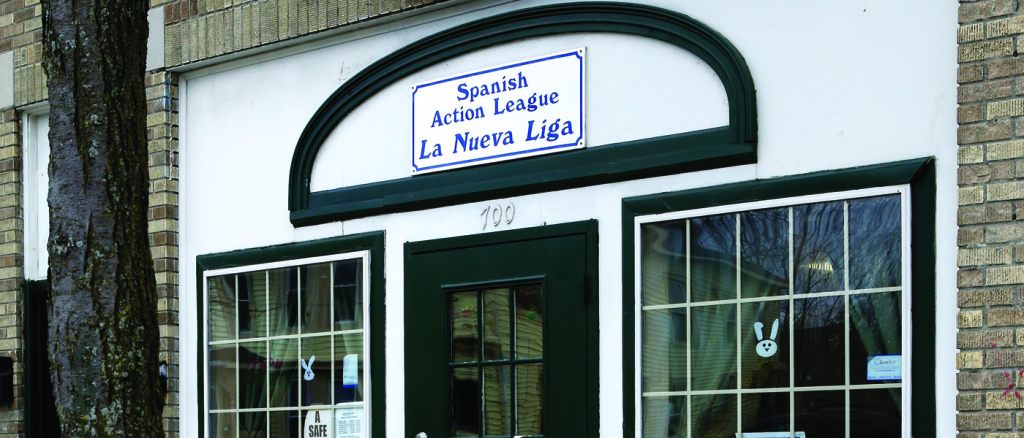 Spanish
Action League
La Nueva Liga
700
A
SAFE